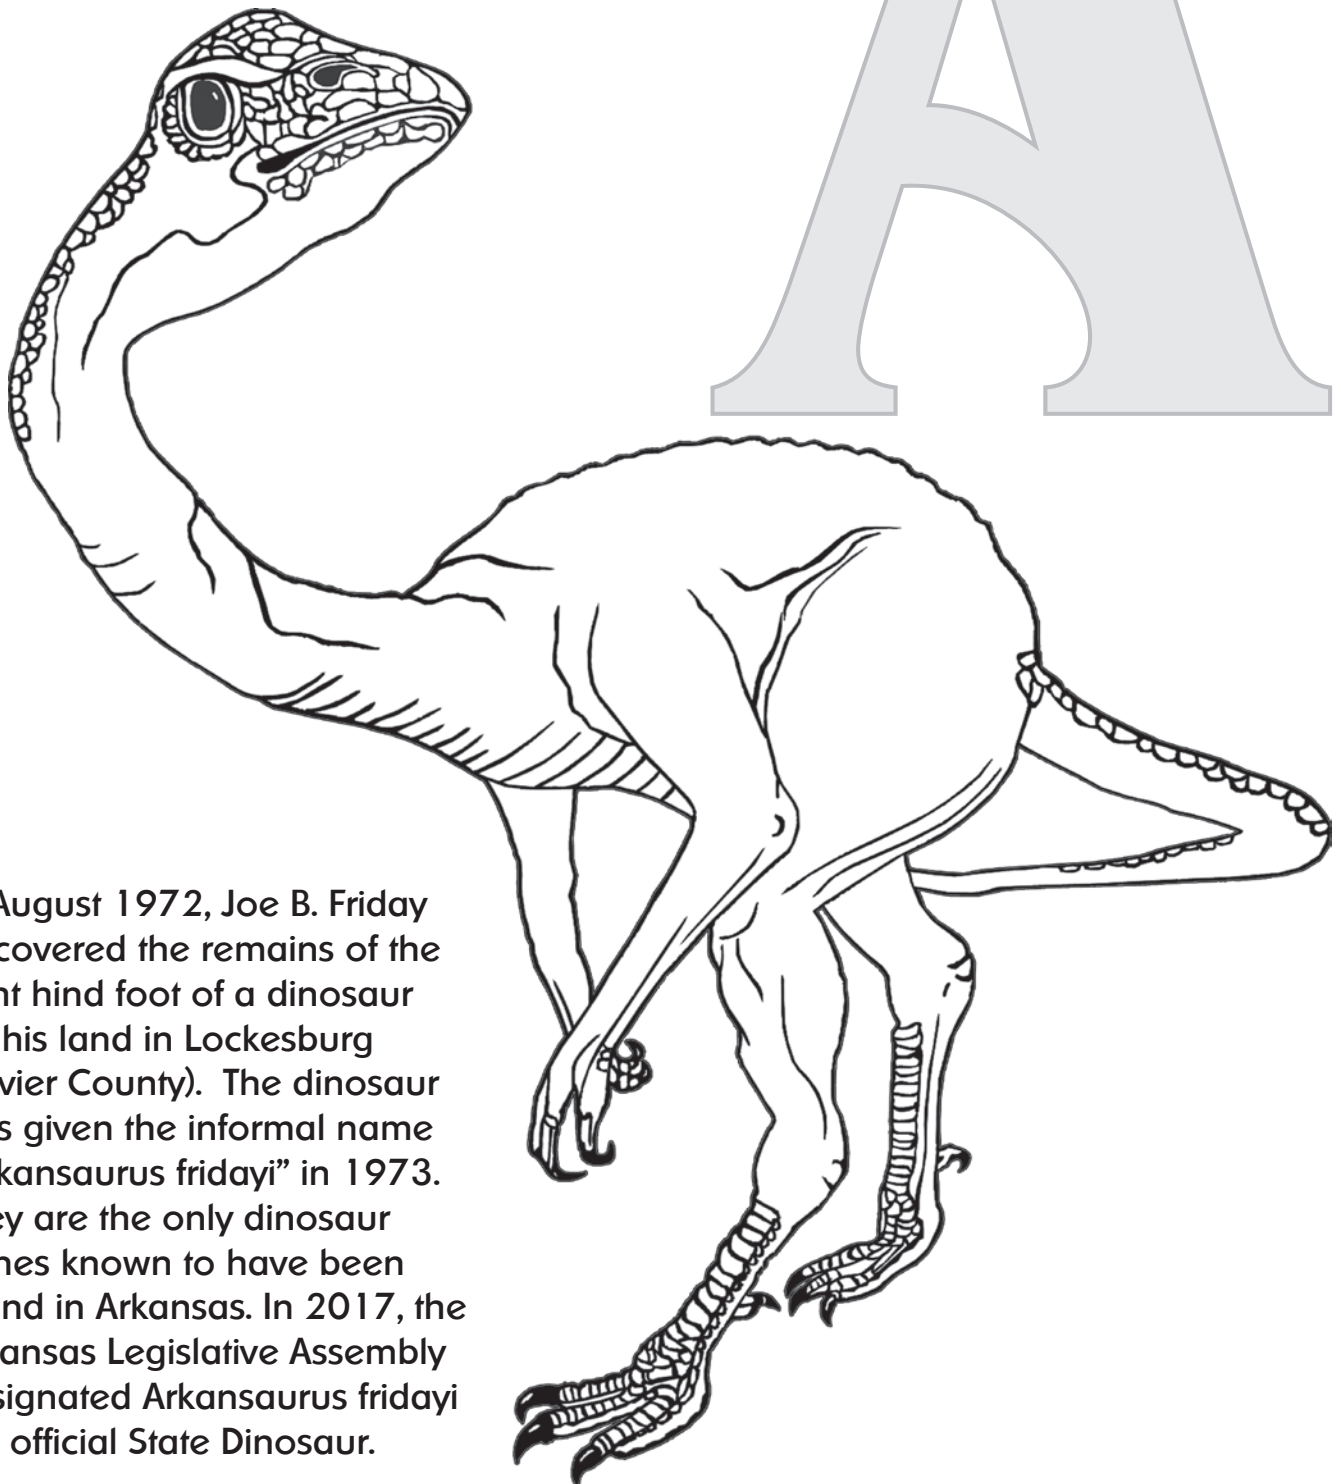 A
August 1972, Joe B. Friday
covered the remains of the
nt hind foot of a dinosaur
his land in Lockesburg
vier County).  The dinosaur
s given the informal name
kansaurus fridayi” in 1973.
ey are the only dinosaur
nes known to have been
nd in Arkansas. In 2017, the
ansas Legislative Assembly
signated Arkansaurus fridayi
official State Dinosaur.